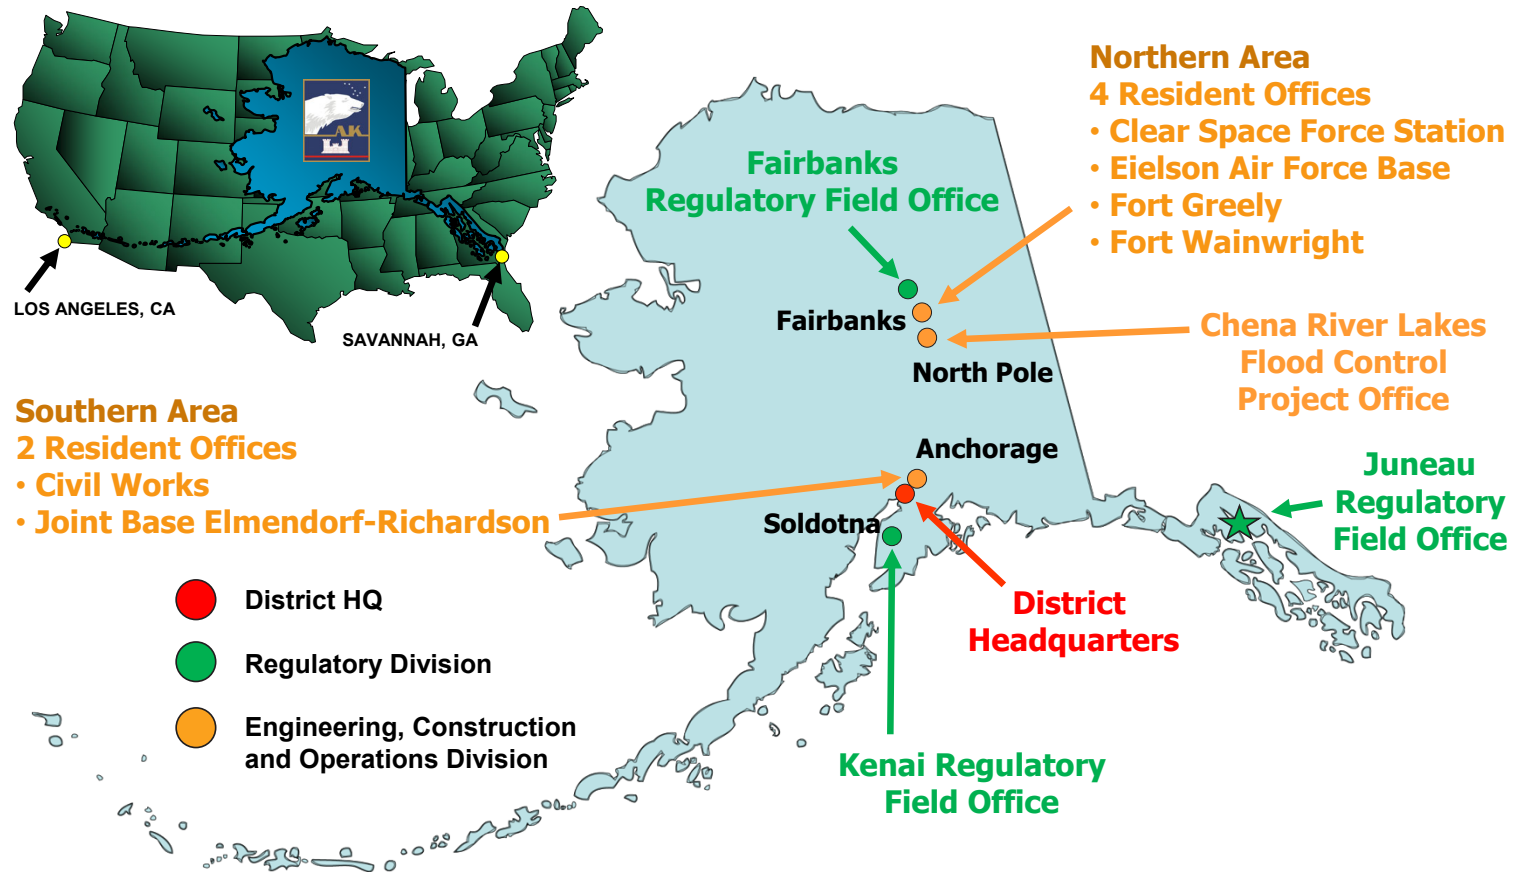 AK
LOS ANGELES, CA
SAVANNAH, GA
Northern Area
4 Resident Offices
• Clear Space Force Station
• Eielson Air Force Base
• Fort Greely
• Fort Wainwright
Fairbanks
Regulatory Field Office
Fairbanks
North Pole
Chena River Lakes
Flood Control
Project Office
Southern Area
2 Resident Offices
• Civil Works
• Joint Base Elmendorf-Richardson
Anchorage
Soldotna
Juneau
Regulatory
Field Office
District
Headquarters
Kenai Regulatory
Field Office
District HQ
Regulatory Division
Engineering, Construction
and Operations Division